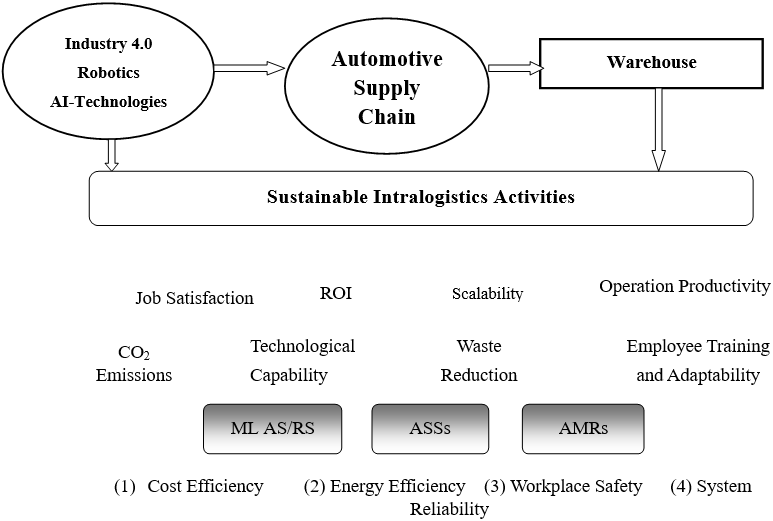 Industry 4.0
Robotics
AI-Technologies
Automotive
Supply
Chain
Warehouse
Sustainable Intralogistics Activities
Job Satisfaction
ROI
Scalability
Operation Productivity
CO₂
Emissions
Technological
Capability
Waste
Reduction
Employee Training
and Adaptability
ML AS/RS
ASSs
AMRs
(1) Cost Efficiency (2) Energy Efficiency (3) Workplace Safety (4) System
Reliability